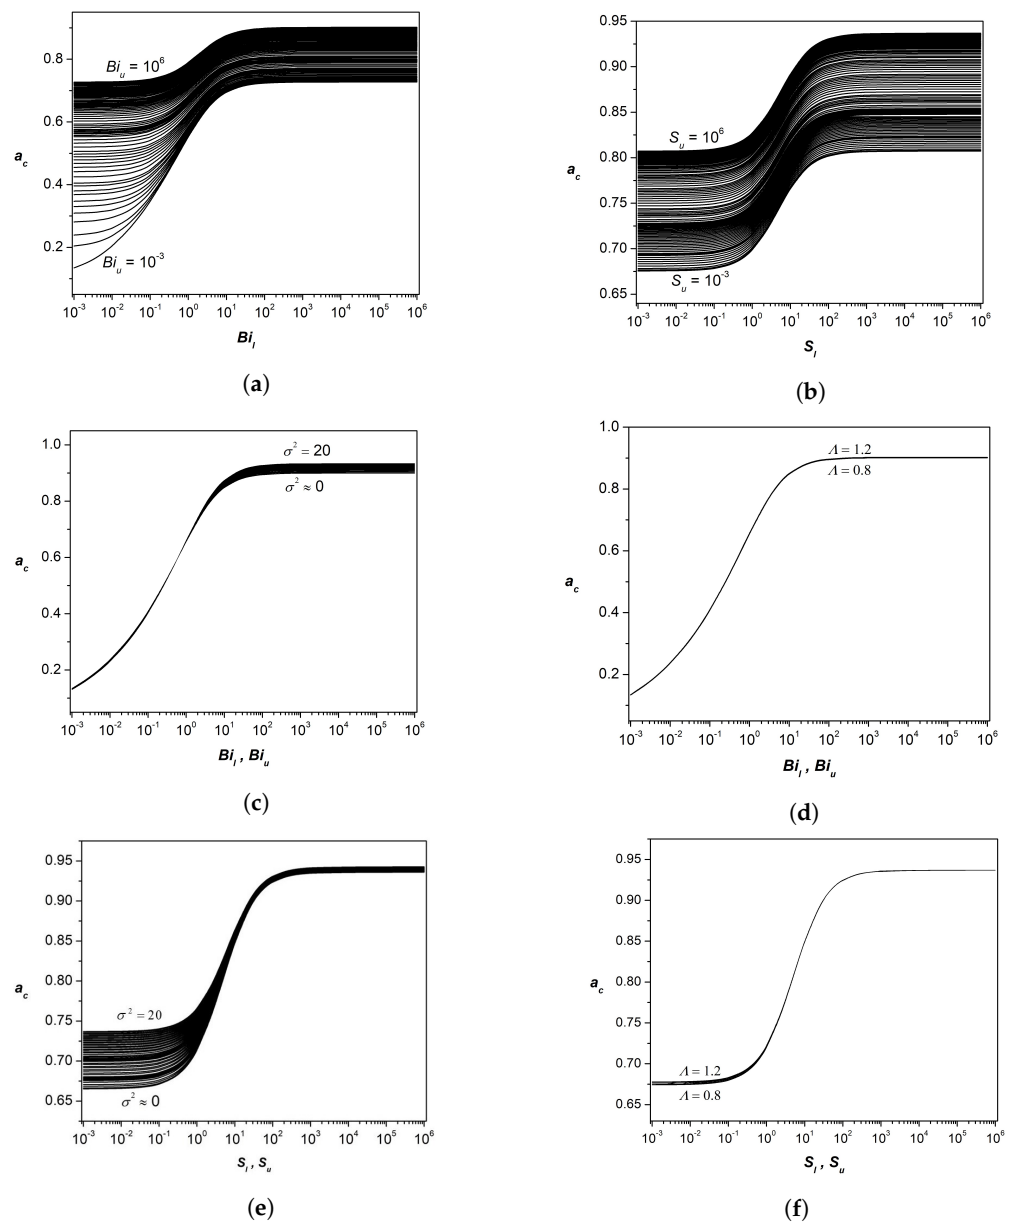 0.8
0.6
0.4
0.2
a_c
Bi_u = 10^6
Bi_u = 10^-3
10^-3 10^-2 10^-1 10^0 10^1 10^2 10^3 10^4 10^5 10^6
Bi_l
(a)
0.95
0.90
0.85
0.80
0.75
0.70
0.65
a_c
S_u = 10^6
S_u = 10^-3
10^-3 10^-2 10^-1 10^0 10^1 10^2 10^3 10^4 10^5 10^6
S_l
(b)
1.0
0.8
0.6
0.4
0.2
a_c
σ^2 = 20
σ^2 ≈ 0
10^-3 10^-2 10^-1 10^0 10^1 10^2 10^3 10^4 10^5 10^6
Bi_l , Bi_u
(c)
1.0
0.8
0.6
0.4
0.2
a_c
Λ = 1.2
Λ = 0.8
10^-3 10^-2 10^-1 10^0 10^1 10^2 10^3 10^4 10^5 10^6
Bi_l , Bi_u
(d)
0.95
0.90
0.85
0.80
0.75
0.70
0.65
a_c
σ^2 = 20
σ^2 ≈ 0
10^-3 10^-2 10^-1 10^0 10^1 10^2 10^3 10^4 10^5 10^6
S_l , S_u
(e)
0.95
0.90
0.85
0.80
0.75
0.70
0.65
a_c
Λ = 1.2
Λ = 0.8
10^-3 10^-2 10^-1 10^0 10^1 10^2 10^3 10^4 10^5 10^6
S_l , S_u
(f)